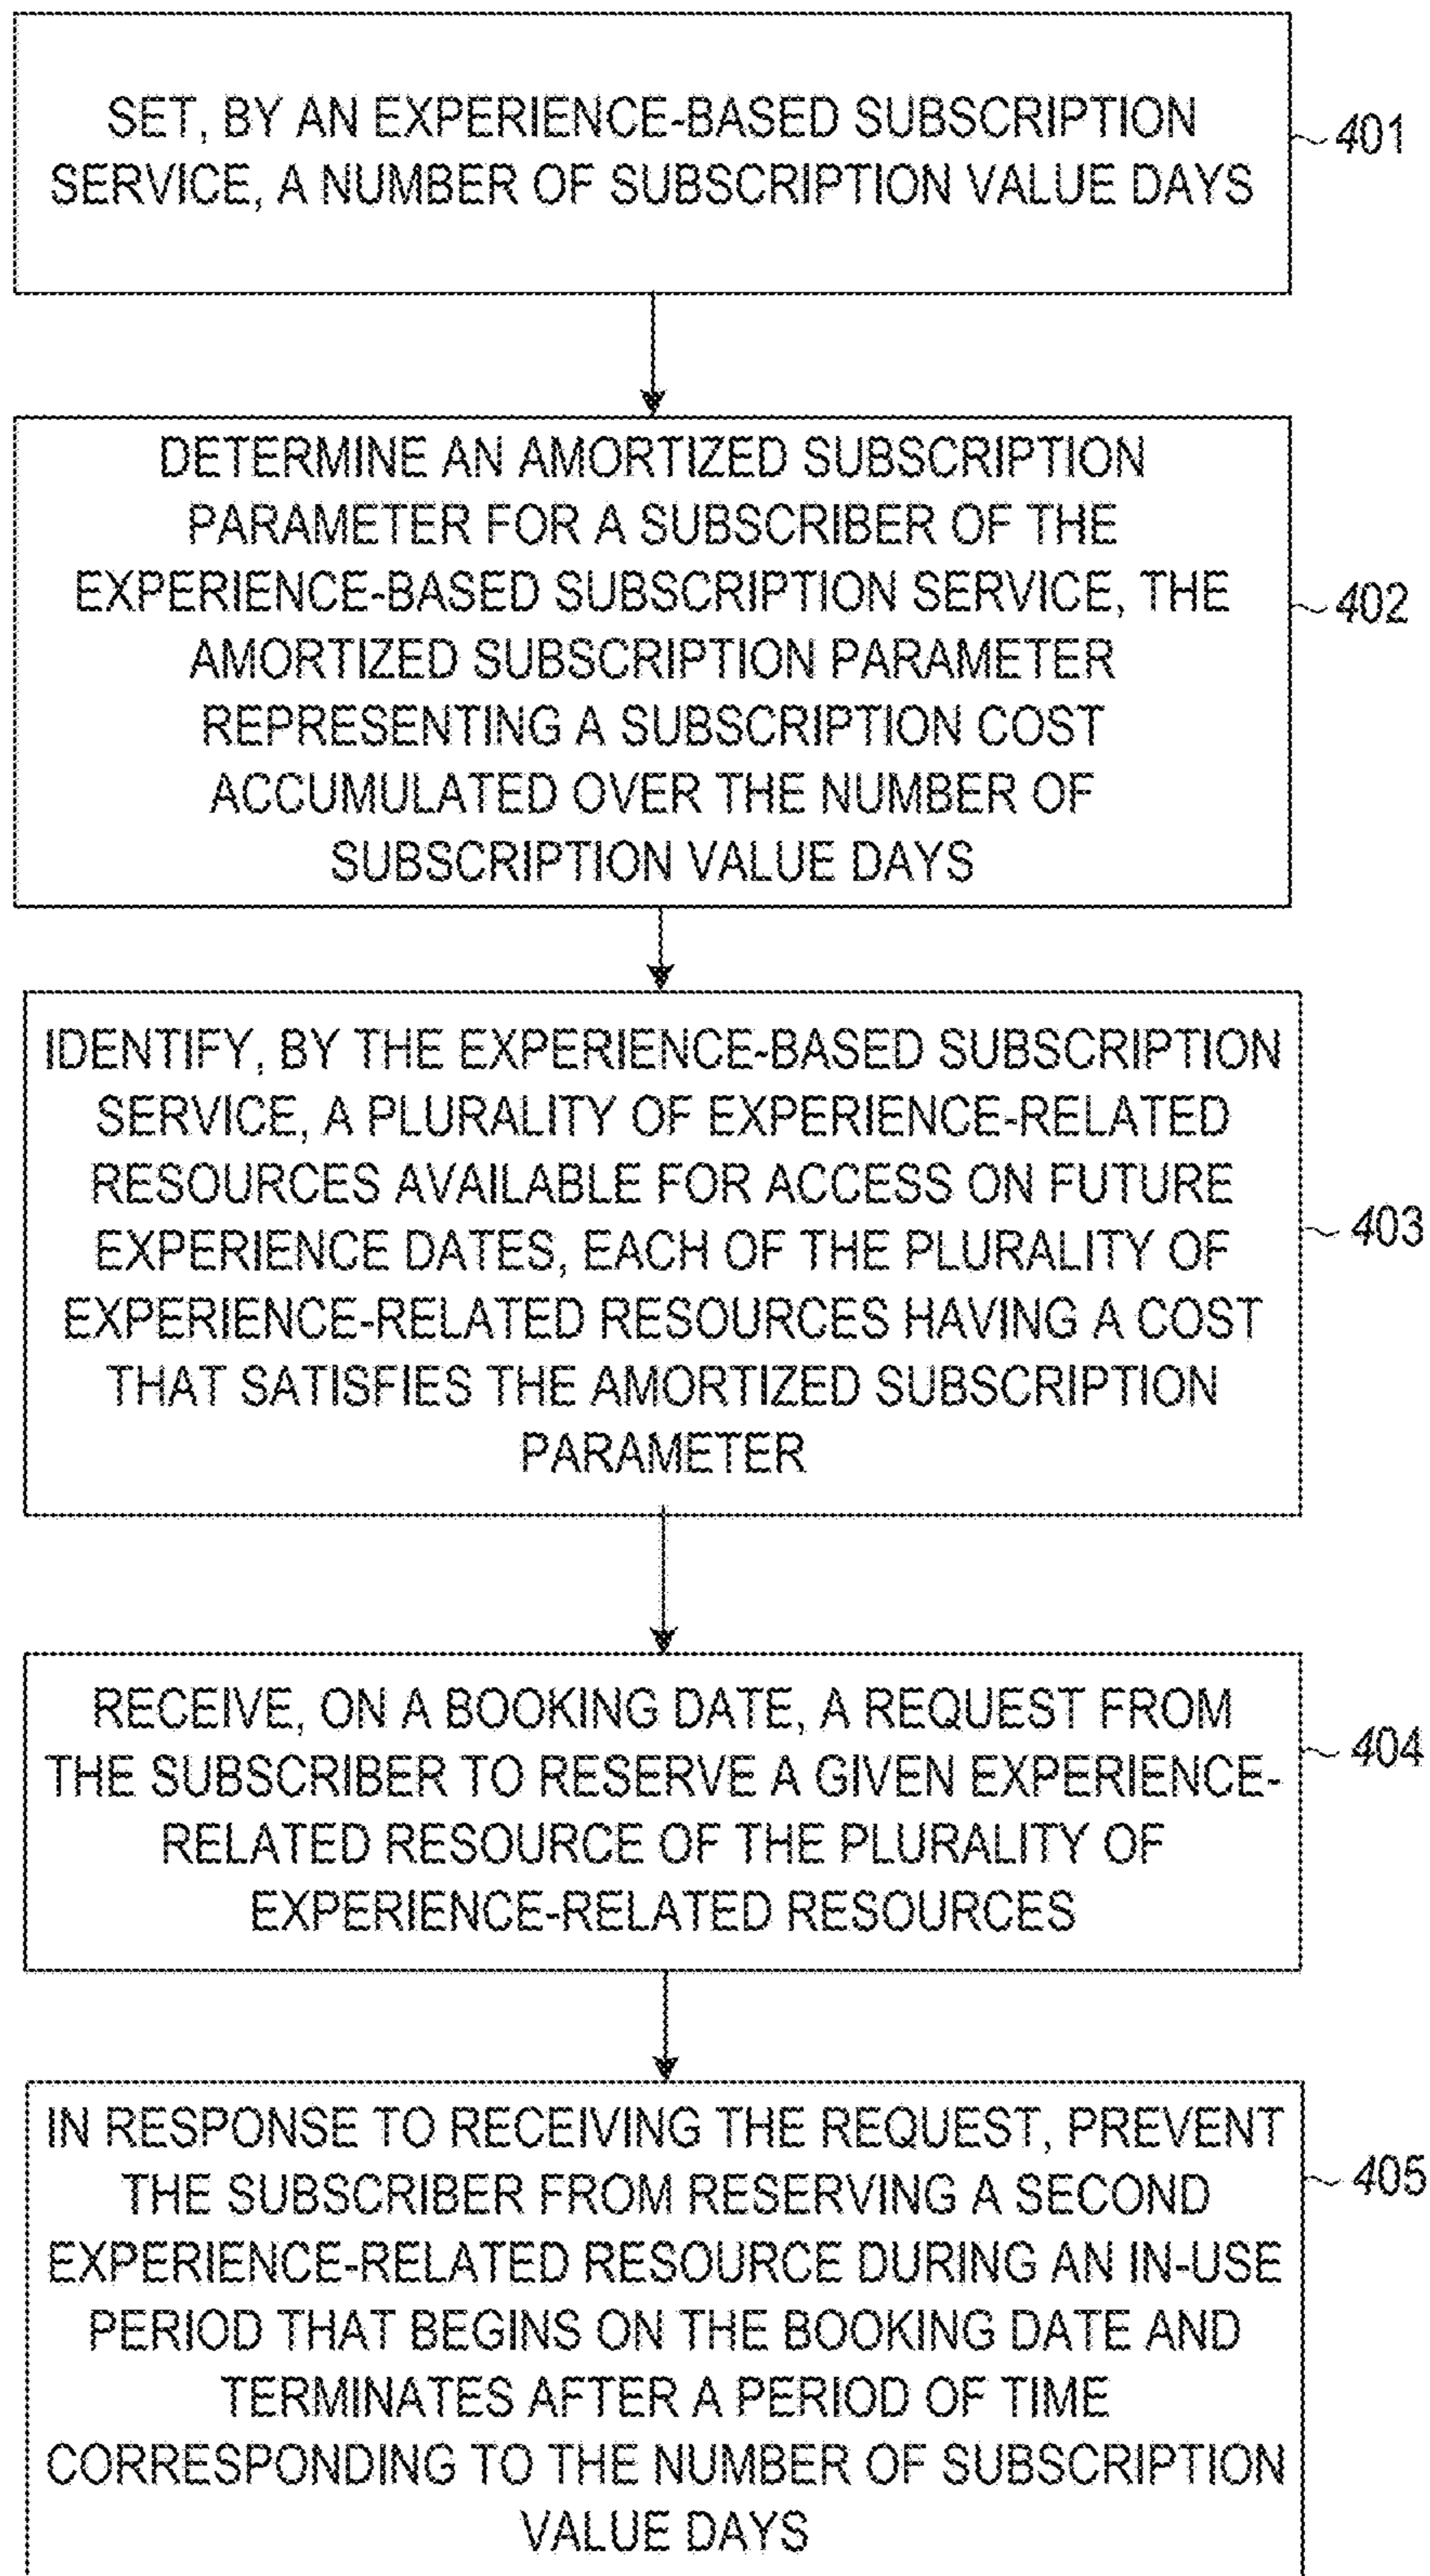 SET, BY AN EXPERIENCE-BASED SUBSCRIPTION
SERVICE, A NUMBER OF SUBSCRIPTION VALUE DAYS
401
DETERMINE AN AMORTIZED SUBSCRIPTION
PARAMETER FOR A SUBSCRIBER OF THE
EXPERIENCE-BASED SUBSCRIPTION SERVICE, THE
AMORTIZED SUBSCRIPTION PARAMETER
REPRESENTING A SUBSCRIPTION COST
ACCUMULATED OVER THE NUMBER OF
SUBSCRIPTION VALUE DAYS
402
IDENTIFY, BY THE EXPERIENCE-BASED SUBSCRIPTION
SERVICE, A PLURALITY OF EXPERIENCE-RELATED
RESOURCES AVAILABLE FOR ACCESS ON FUTURE
EXPERIENCE DATES, EACH OF THE PLURALITY OF
EXPERIENCE-RELATED RESOURCES HAVING A COST
THAT SATISFIES THE AMORTIZED SUBSCRIPTION
PARAMETER
403
RECEIVE, ON A BOOKING DATE, A REQUEST FROM
THE SUBSCRIBER TO RESERVE A GIVEN EXPERIENCE-
RELATED RESOURCE OF THE PLURALITY OF
EXPERIENCE-RELATED RESOURCES
404
IN RESPONSE TO RECEIVING THE REQUEST, PREVENT
THE SUBSCRIBER FROM RESERVING A SECOND
EXPERIENCE-RELATED RESOURCE DURING AN IN-USE
PERIOD THAT BEGINS ON THE BOOKING DATE AND
TERMINATES AFTER A PERIOD OF TIME
CORRESPONDING TO THE NUMBER OF SUBSCRIPTION
VALUE DAYS
405